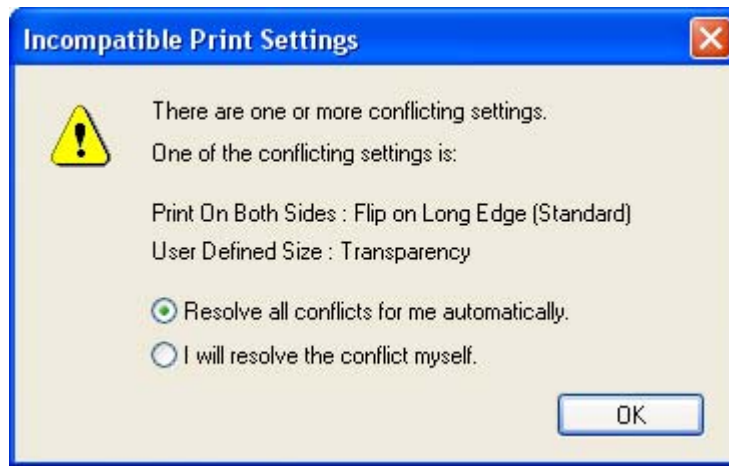 Incompatible Print Settings
There are one or more conflicting settings.
One of the conflicting settings is:
Print On Both Sides : Flip on Long Edge (Standard)
User Defined Size : Transparency
Resolve all conflicts for me automatically.
I will resolve the conflict myself.
OK